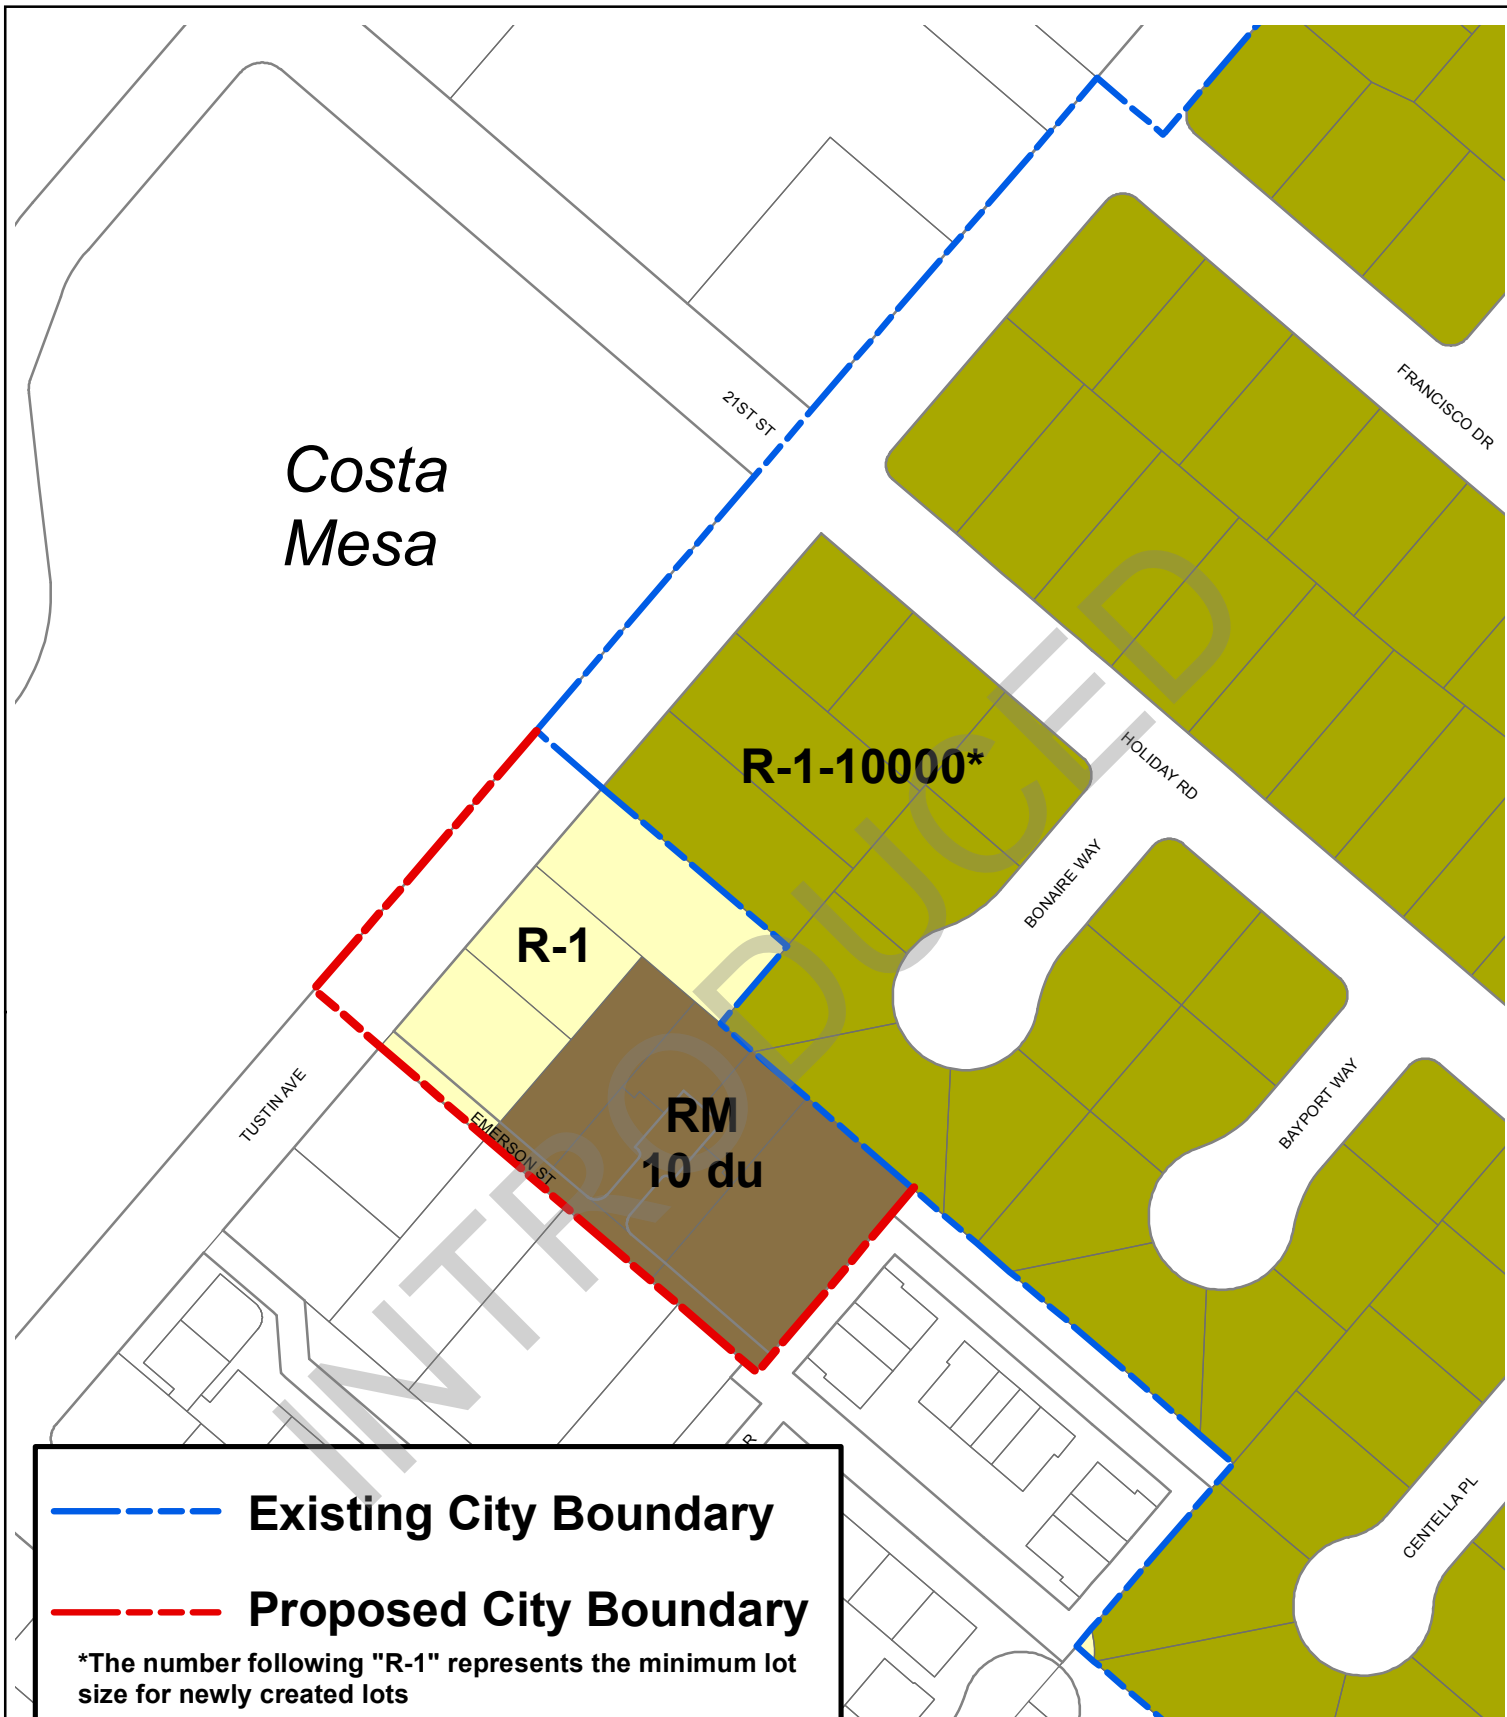 FRANCISCO DR
21ST ST
Costa
Mesa
HOLIDAY RD
R-1-10000*
BONAIRE WAY
R-1
BAYPORT WAY
TUSTIN AVE
EMERSON ST
RM
10 du
INTRODUCED
R
CENTELLA PL
Existing City Boundary
Proposed City Boundary
*The number following "R-1" represents the minimum lot
size for newly created lots